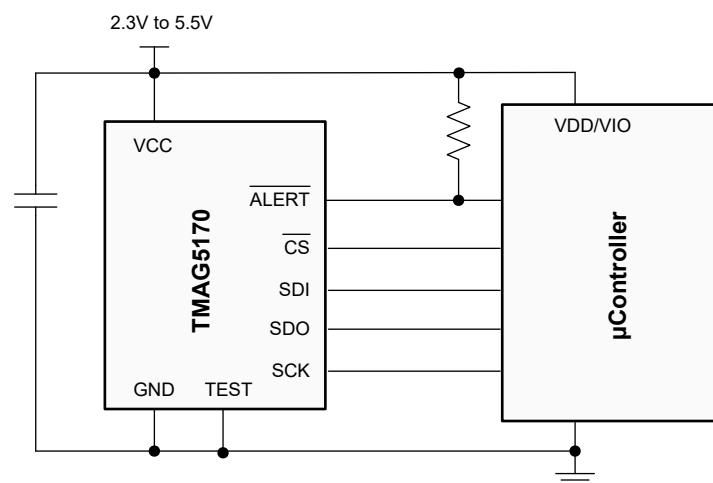 2.3V to 5.5V
VCC
VDD/VIO
ALERT
CS
SDI
SDO
SCK
GND
TEST
TMAG5170
µController